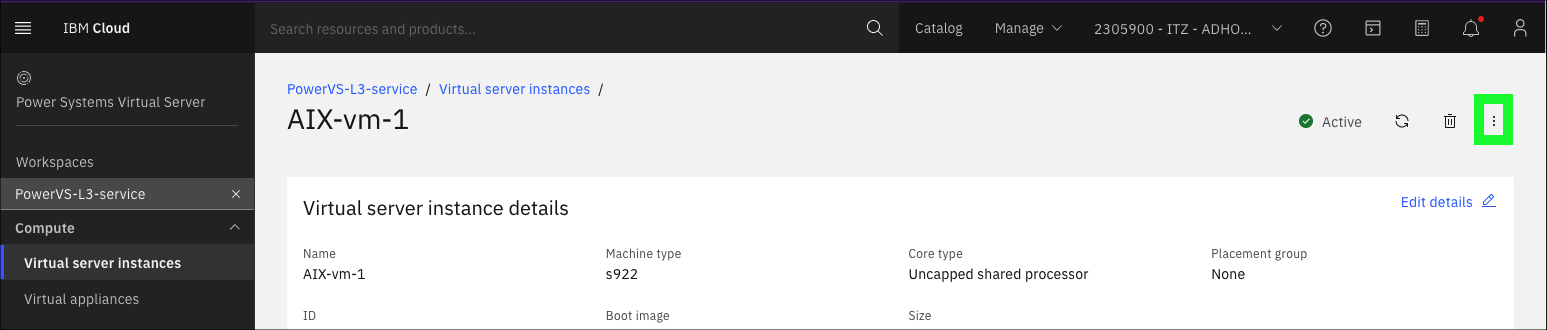 IBM Cloud
Search resources and products...
Catalog
Manage
2305900 - ITZ - ADHO...
Power Systems Virtual Server
Workspaces
PowerVS-L3-service
Compute
Virtual server instances
Virtual appliances
PowerVS-L3-service / Virtual server instances /
AIX-vm-1
Active
Virtual server instance details
Edit details
Name
AIX-vm-1
Machine type
s922
Core type
Uncapped shared processor
Placement group
None
ID
Boot image
Size